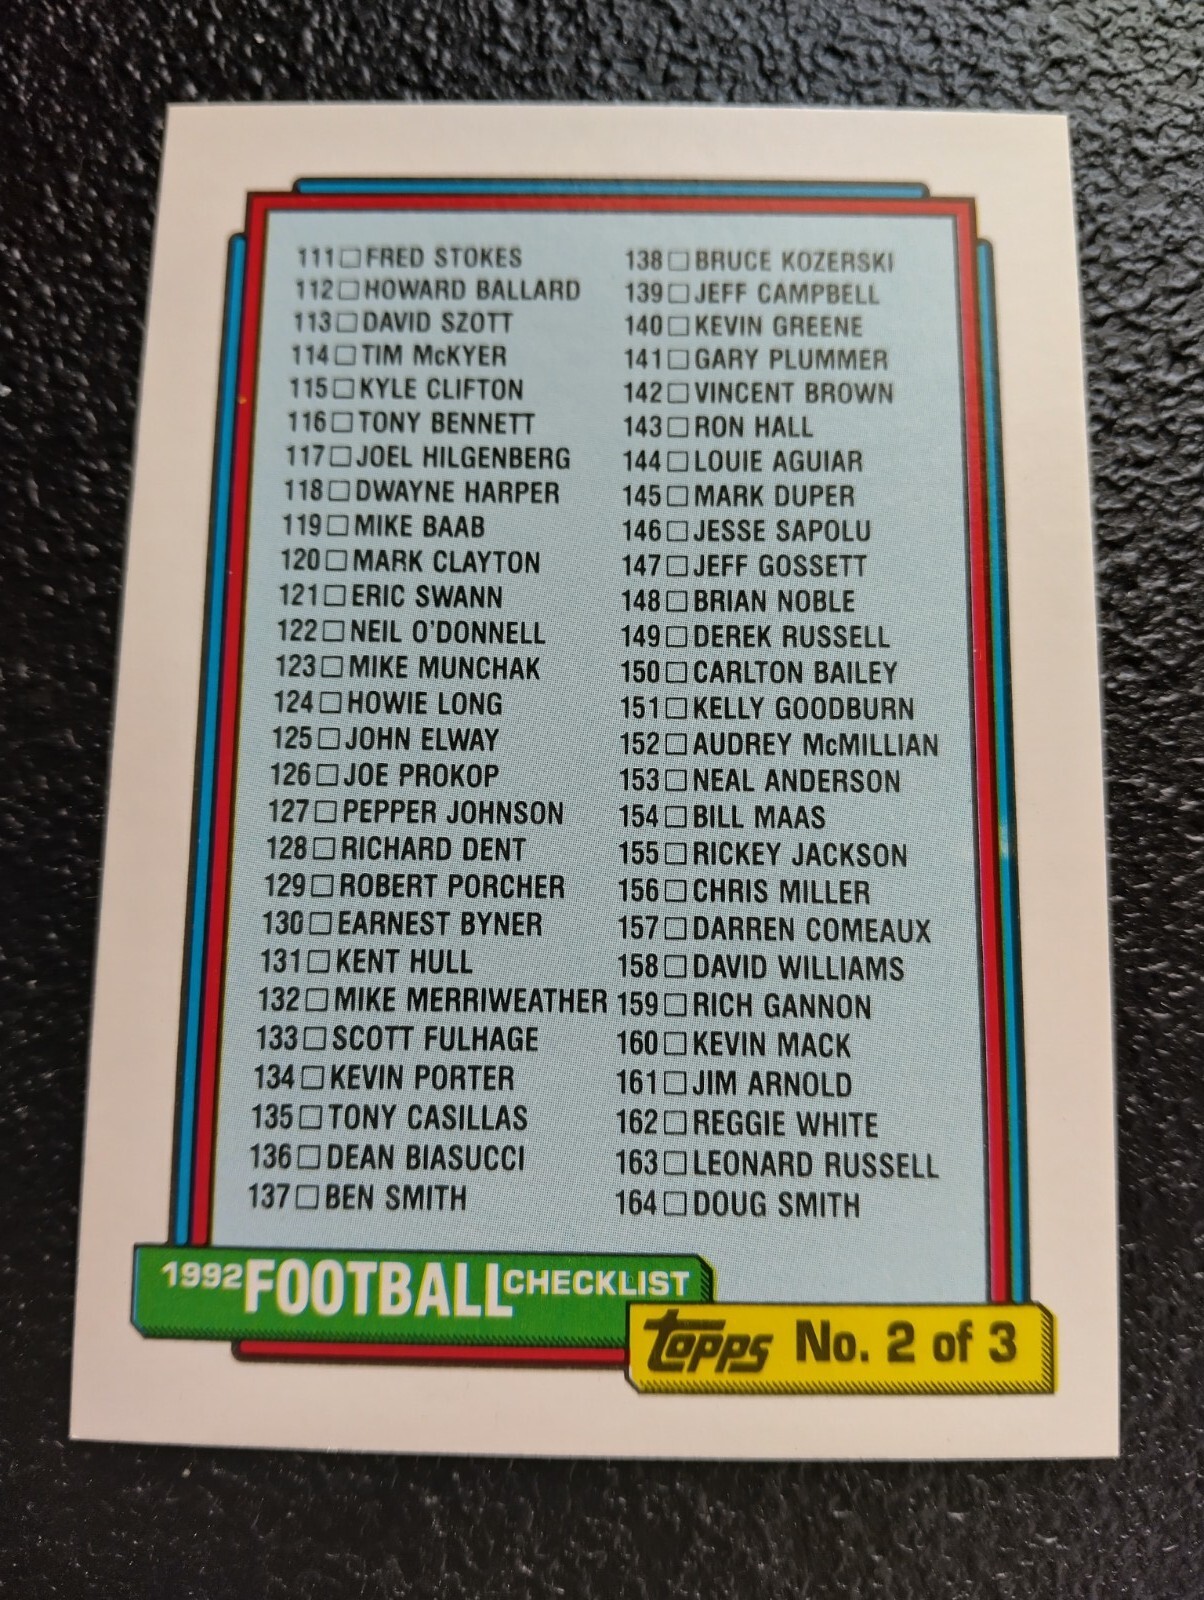 111 □ FRED STOKES
112 □ HOWARD BALLARD
113 □ DAVID SZOTT
114 □ TIM McKYER
115 □ KYLE CLIFTON
116 □ TONY BENNETT
117 □ JOEL HILGENBERG
118 □ DWAYNE HARPER
119 □ MIKE BAAB
120 □ MARK CLAYTON
121 □ ERIC SWANN
122 □ NEIL O'DONNELL
123 □ MIKE MUNCHAK
124 □ HOWIE LONG
125 □ JOHN ELWAY
126 □ JOE PROKOP
127 □ PEPPER JOHNSON
128 □ RICHARD DENT
129 □ ROBERT PORCHER
130 □ EARNEST BYNER
131 □ KENT HULL
132 □ MIKE MERRIWEATHER
133 □ SCOTT FULHAGE
134 □ KEVIN PORTER
135 □ TONY CASILLAS
136 □ DEAN BIASUCCI
137 □ BEN SMITH
138 □ BRUCE KOZERSKI
139 □ JEFF CAMPBELL
140 □ KEVIN GREENE
141 □ GARY PLUMMER
142 □ VINCENT BROWN
143 □ RON HALL
144 □ LOUIE AGUIAR
145 □ MARK DUPER
146 □ JESSE SAPOLU
147 □ JEFF GOSSETT
148 □ BRIAN NOBLE
149 □ DEREK RUSSELL
150 □ CARLTON BAILEY
151 □ KELLY GOODBURN
152 □ AUDREY McMILLIAN
153 □ NEAL ANDERSON
154 □ BILL MAAS
155 □ RICKEY JACKSON
156 □ CHRIS MILLER
157 □ DARREN COMEAUX
158 □ DAVID WILLIAMS
159 □ RICH GANNON
160 □ KEVIN MACK
161 □ JIM ARNOLD
162 □ REGGIE WHITE
163 □ LEONARD RUSSELL
164 □ DOUG SMITH
1992 FOOTBALL CHECKLIST
topps No. 2 of 3